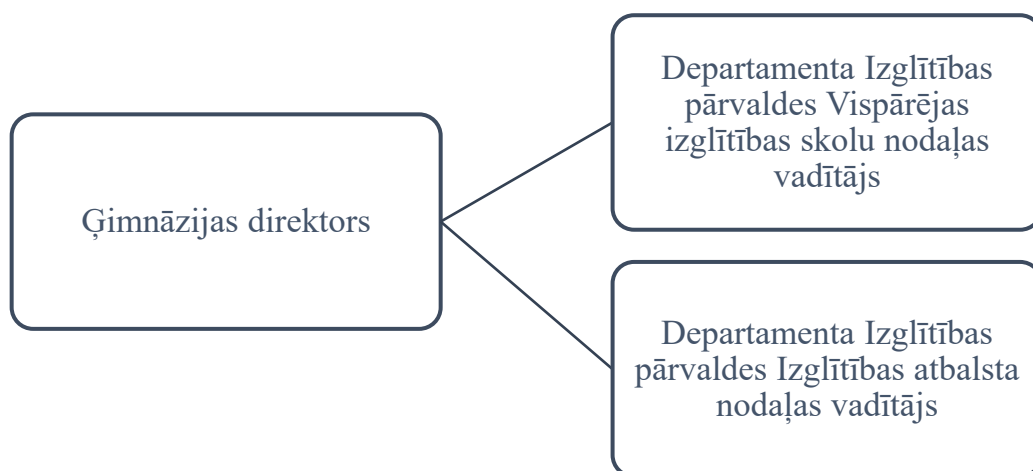 Ģimnāzijas direktors
Departamenta Izglītības
pārvaldes Vispārējas
izglītības skolu nodaļas
vadītājs
Departamenta Izglītības
pārvaldes Izglītības atbalsta
nodaļas vadītājs